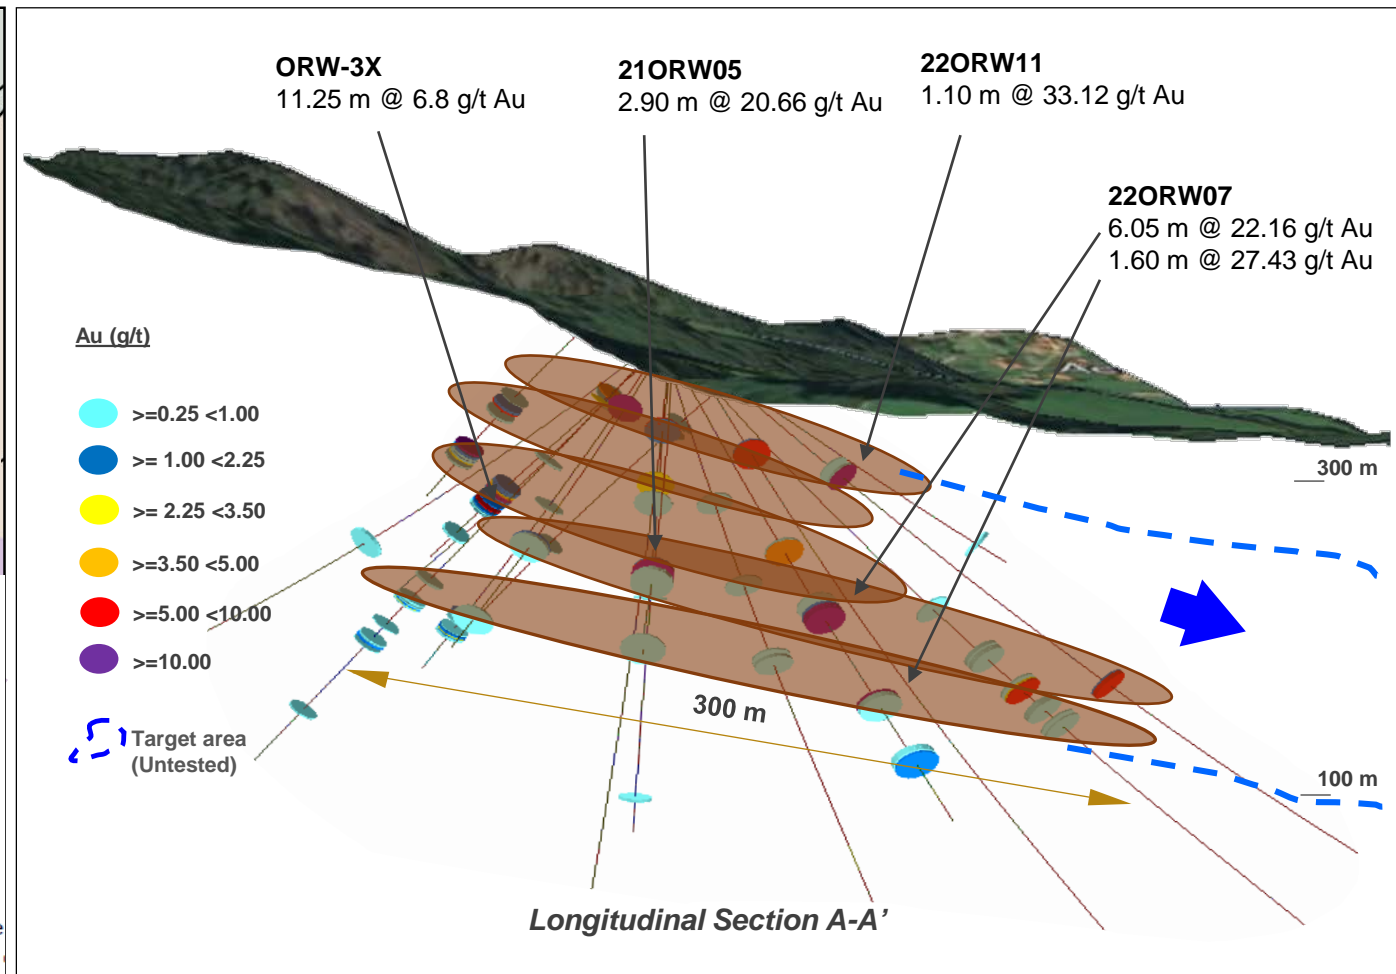 ORW-3X
11.25 m @ 6.8 g/t Au
21ORW05
2.90 m @ 20.66 g/t Au
22ORW11
1.10 m @ 33.12 g/t Au
22ORW07
6.05 m @ 22.16 g/t Au
1.60 m @ 27.43 g/t Au
Au (g/t)
>=0.25 <1.00
>= 1.00 <2.25
>= 2.25 <3.50
>=3.50 <5.00
>=5.00 <10.00
>=10.00
Target area
(Untested)
300 m
300 m
100 m
Longitudinal Section A-A’